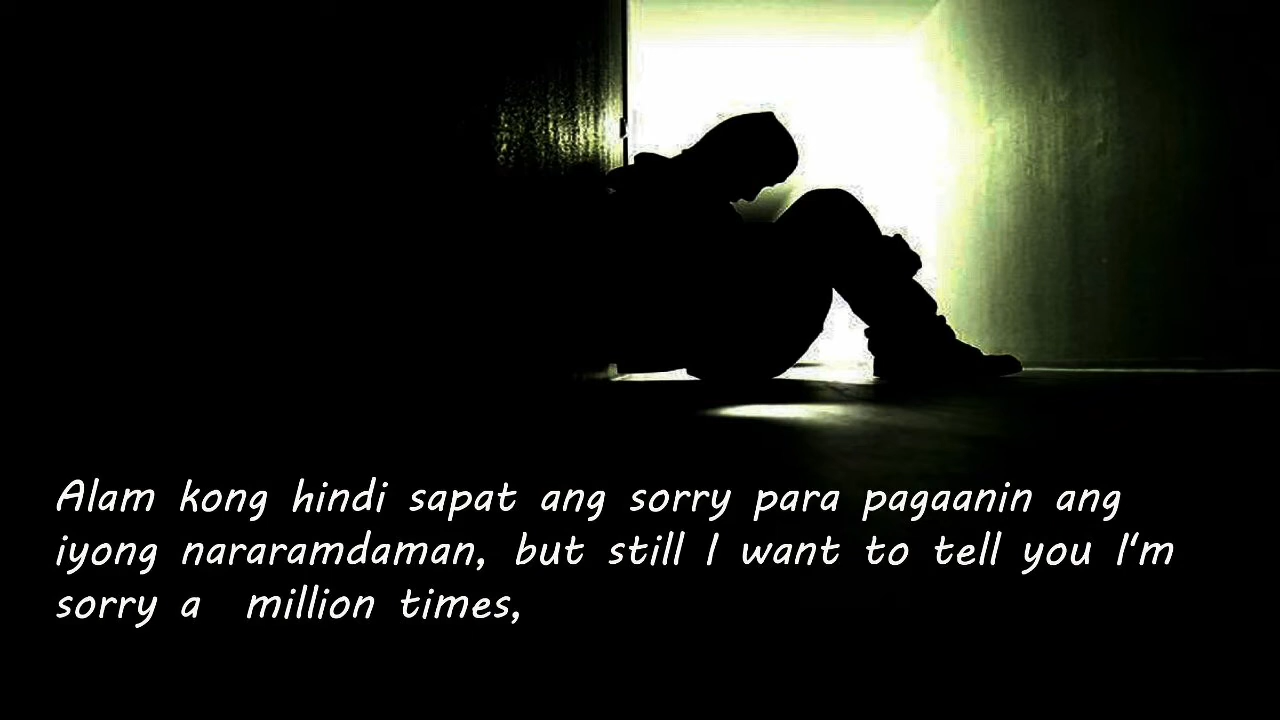 Alam kong hindi sapat ang sorry para pagaanin ang
iyong nararamdaman, but still I want to tell you I'm
sorry a million times,